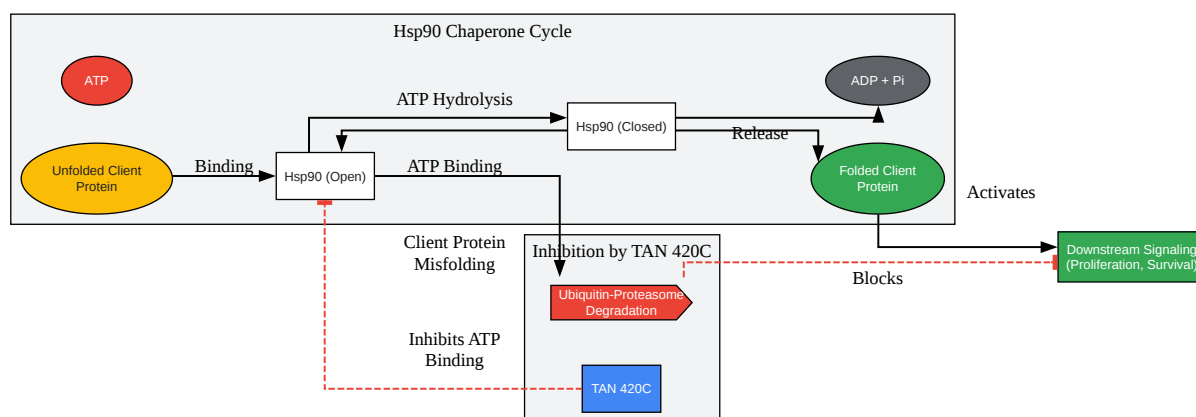 Hsp90 Chaperone Cycle
ATP
ADP + Pi
ATP Hydrolysis
Hsp90 (Closed)
Release
Unfolded Client
Protein
Binding
Hsp90 (Open)
ATP Binding
Folded Client
Protein
Activates
Client Protein
Misfolding
Inhibition by TAN 420C
Downstream Signaling
(Proliferation, Survival)
Blocks
Ubiquitin-Proteasome
Degradation
Inhibits ATP
Binding
TAN 420C